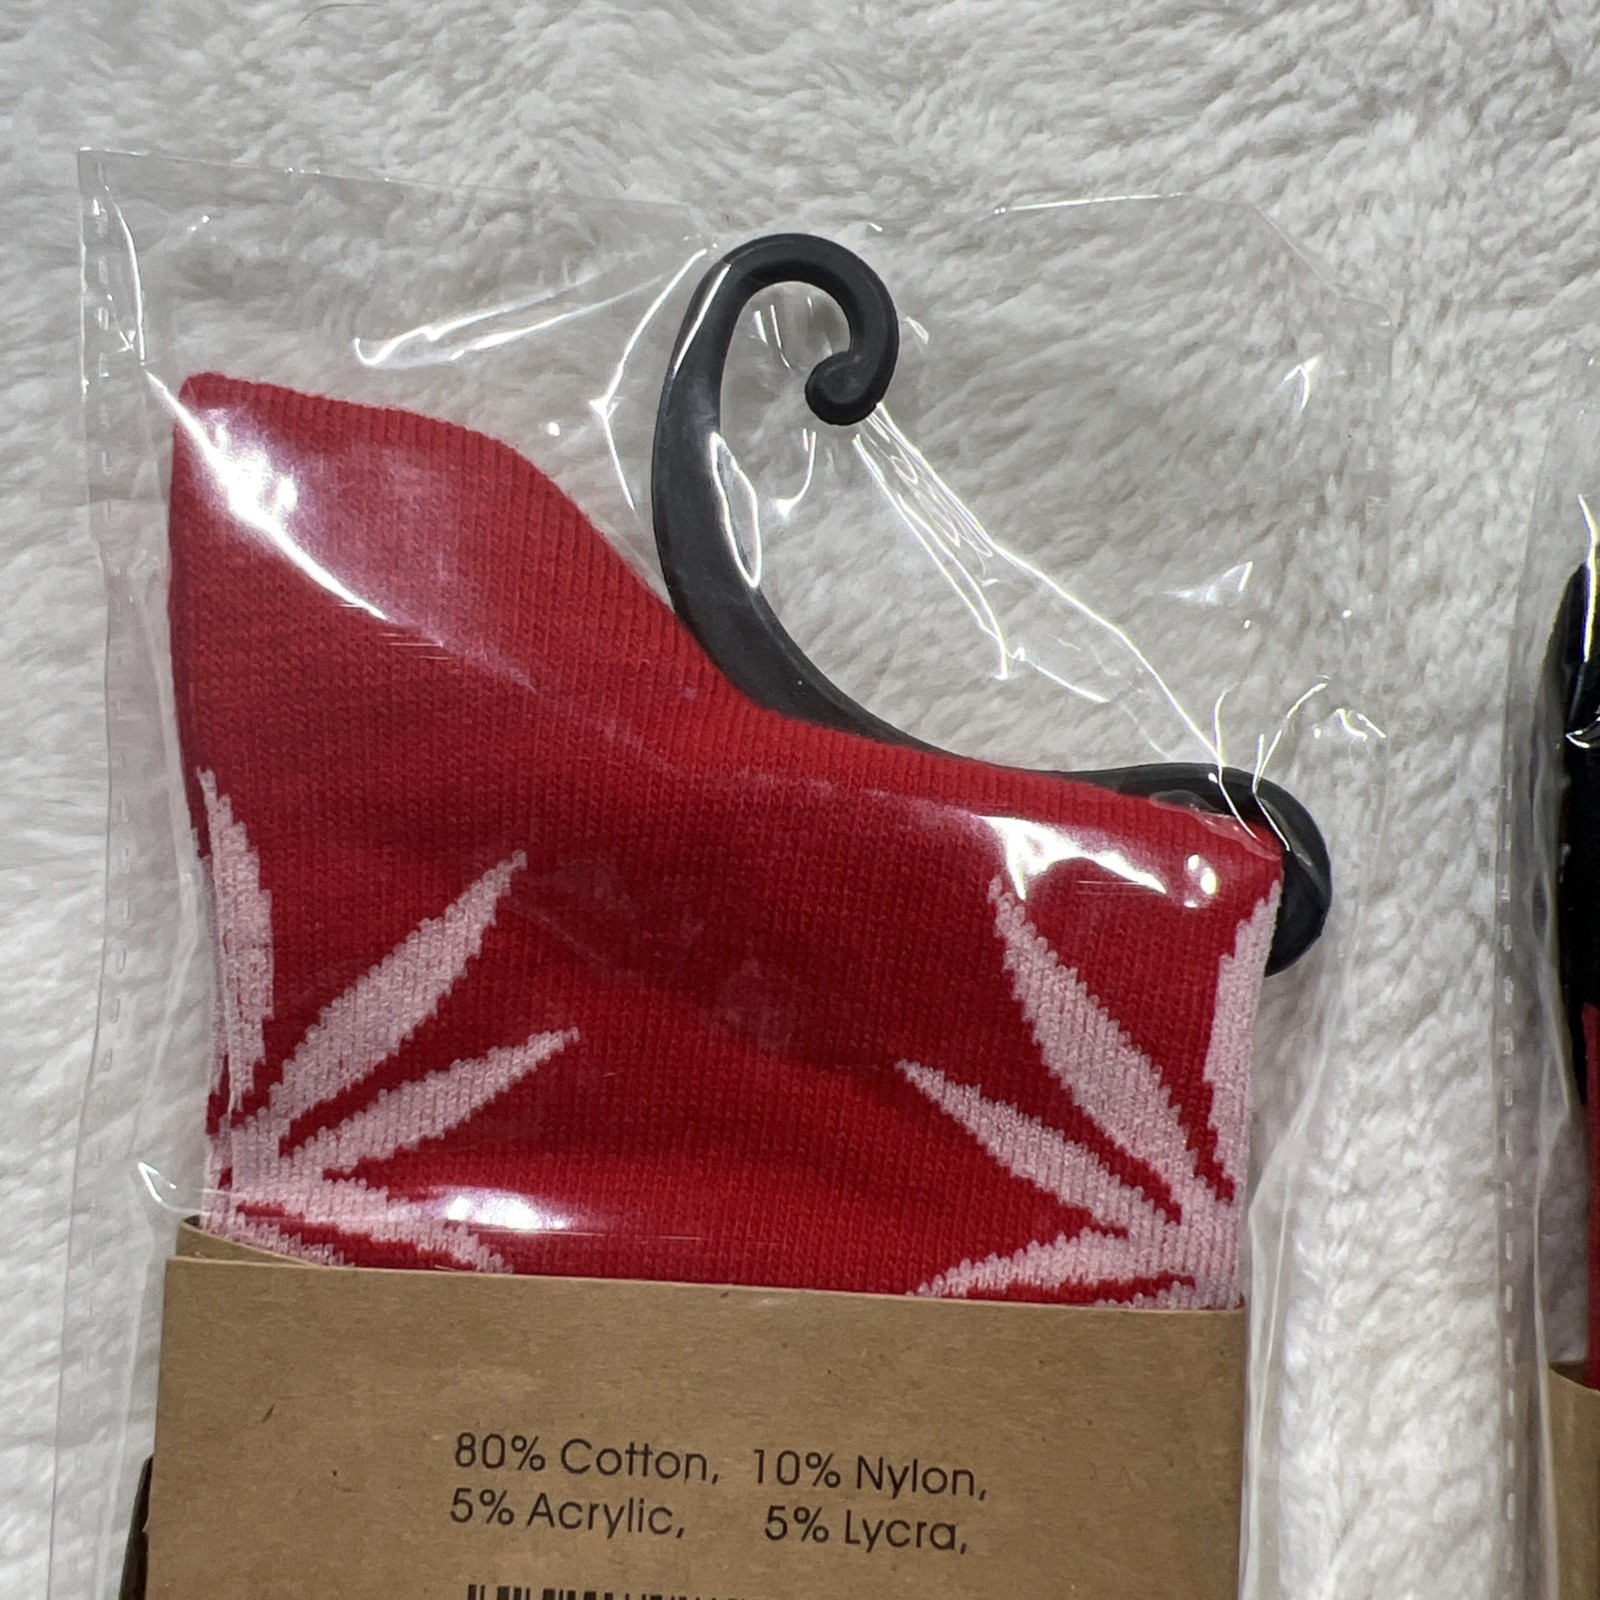 80% Cotton, 10% Nylon,
5% Acrylic, 5% Lycra,